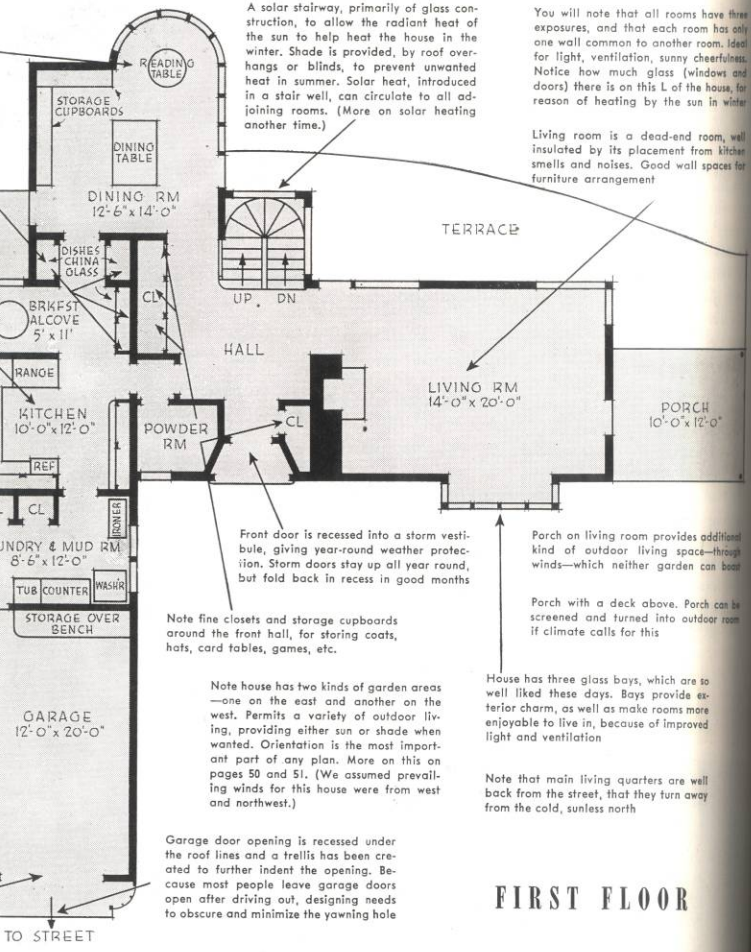 A solar stairway, primarily of glass con-
struction, to allow the radiant heat of
the sun to help heat the house in the
winter. Shade is provided, by roof over-
hangs or blinds, to prevent unwanted
heat in summer. Solar heat, introduced
in a stair well, can circulate to all ad-
joining rooms. (More on solar heating
another time.)
You will note that all rooms have three
exposures, and that each room has only
one wall common to another room. Ideal
for light, ventilation, sunny cheerfulness.
Notice how much glass (windows and
doors) there is on this L of the house, for
reason of heating by the sun in winter
Living room is a dead-end room, well
insulated by its placement from kitchen
smells and noises. Good wall spaces for
furniture arrangement
READING
TABLE
STORAGE
CUPBOARDS
DINING
TABLE
DINING RM
12'-6" x 14'-0"
TERRACE
DISHES
CHINA
GLASS
CL
UP
DN
BRKFST
ALCOVE
5' x 11'
HALL
RANGE
LIVING RM
14'-0" x 20'-0"
KITCHEN
10'-0" x 12'-0"
POWDER
RM
CL
PORCH
10'-0" x 12'-0"
REF
CL
IRONER
UNDRY & MUD RM
8'-6" x 12'-0"
TUB
COUNTER
WASH'R
STORAGE OVER
BENCH
Front door is recessed into a storm vesti-
bule, giving year-round weather protec-
tion. Storm doors stay up all year round,
but fold back in recess in good months
Porch on living room provides additional
kind of outdoor living space—through
winds—which neither garden can boast
Porch with a deck above. Porch can be
screened and turned into outdoor room
if climate calls for this
Note fine closets and storage cupboards
around the front hall, for storing coats,
hats, card tables, games, etc.
House has three glass bays, which are so
well liked these days. Bays provide ex-
terior charm, as well as make rooms more
enjoyable to live in, because of improved
light and ventilation
Note house has two kinds of garden areas
—one on the east and another on the
west. Permits a variety of outdoor liv-
ing, providing either sun or shade when
wanted. Orientation is the most import-
ant part of any plan. More on this on
pages 50 and 51. (We assumed prevail-
ing winds for this house were from west
and northwest.)
GARAGE
12'-0" x 20'-0"
Note that main living quarters are well
back from the street, that they turn away
from the cold, sunless north
Garage door opening is recessed under
the roof lines and a trellis has been cre-
ated to further indent the opening. Be-
cause most people leave garage doors
open after driving out, designing needs
to obscure and minimize the yawning hole
FIRST FLOOR
TO STREET